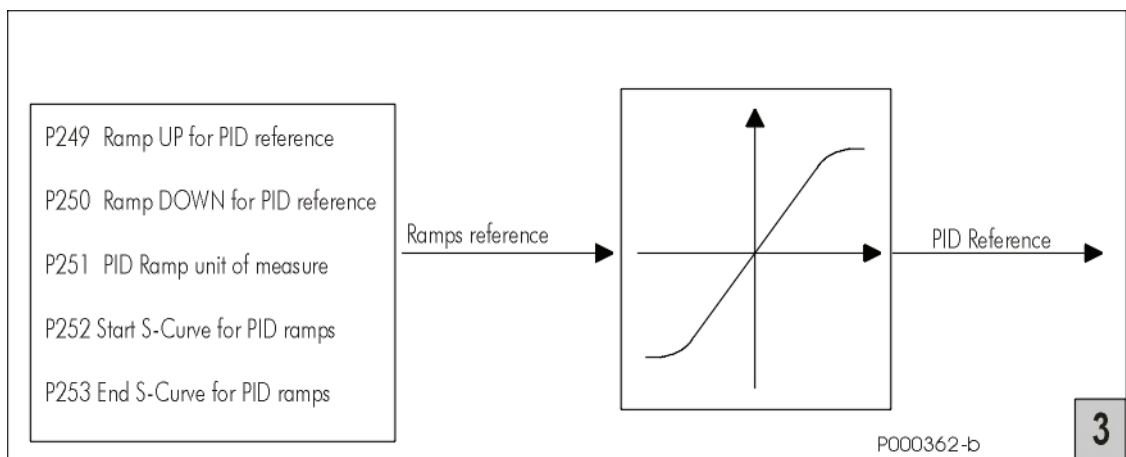 P249 Ramp UP for PID reference
P250 Ramp DOWN for PID reference
P251 PID Ramp unit of measure
P252 Start S-Curve for PID ramps
P253 End S-Curve for PID ramps
Ramps reference
PID Reference
P000362-b
3